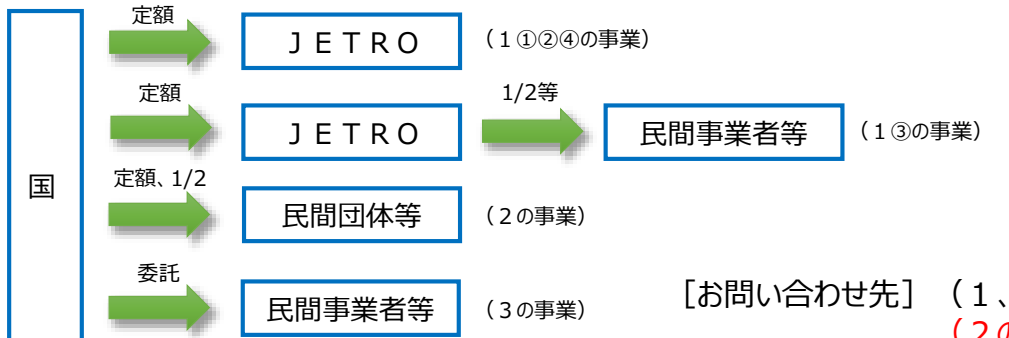 定額
ＪＥＴＲＯ （１①②④の事業）
定額 1/2等
ＪＥＴＲＯ 民間事業者等 （１③の事業）
国
定額、1/2
民間団体等 （２の事業）
委託
民間事業者等 （３の事業）
［お問い合わせ先］ （１、
（２の